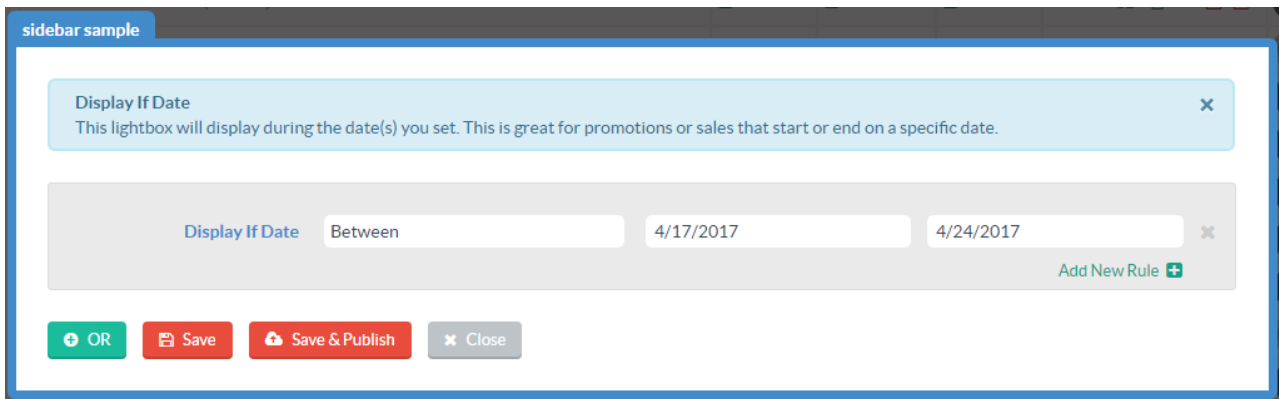 sidebar sample
Display If Date
This lightbox will display during the date(s) you set. This is great for promotions or sales that start or end on a specific date.
Display If Date Between 4/17/2017 4/24/2017
Add New Rule
OR Save Save & Publish Close